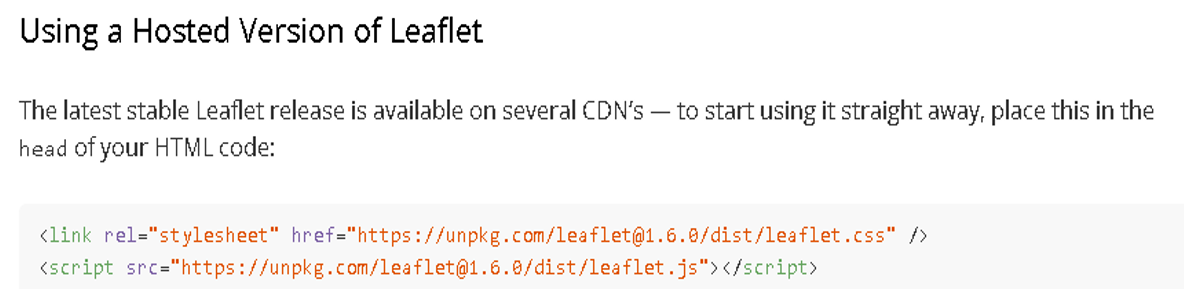 Using a Hosted Version of Leaflet
The latest stable Leaflet release is available on several CDN's — to start using it straight away, place this in the
head of your HTML code:
<link rel="stylesheet" href="https://unpkg.com/leaflet@1.6.0/dist/leaflet.css" />
<script src="https://unpkg.com/leaflet@1.6.0/dist/leaflet.js"></script>